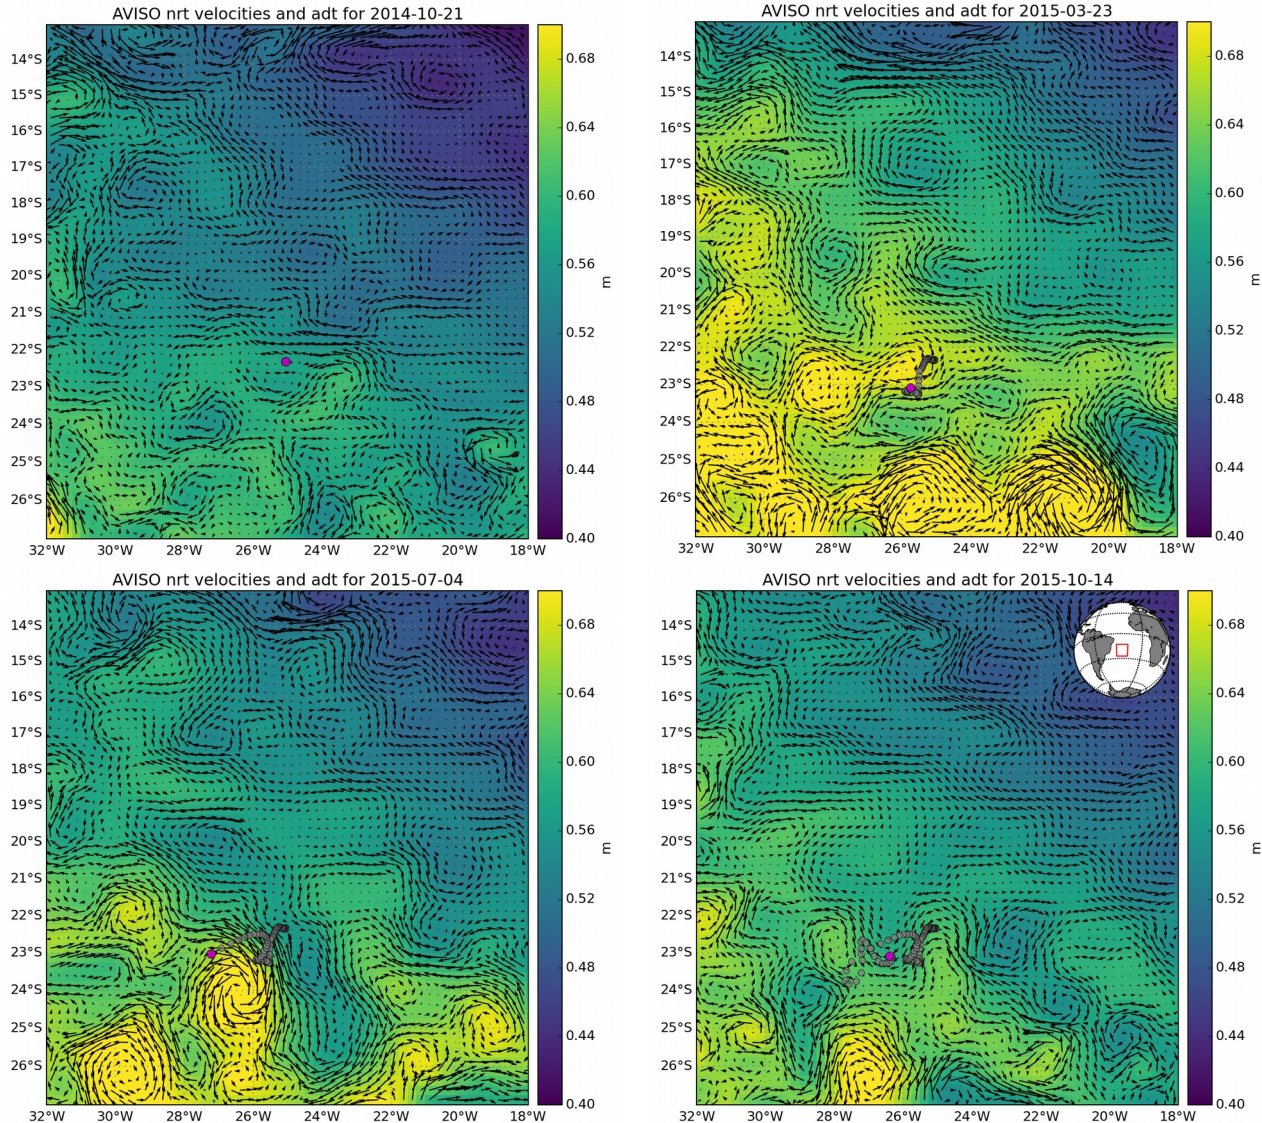 AVISO nrt velocities and adt for 2014-10-21
14°S
15°S
16°S
17°S
18°S
19°S
20°S
21°S
22°S
23°S
24°S
25°S
26°S
32°W 30°W 28°W 26°W 24°W 22°W 20°W 18°W
0.68
0.64
0.60
0.56
0.52
0.48
0.44
0.40
m
AVISO nrt velocities and adt for 2015-03-23
14°S
15°S
16°S
17°S
18°S
19°S
20°S
21°S
22°S
23°S
24°S
25°S
26°S
32°W 30°W 28°W 26°W 24°W 22°W 20°W 18°W
0.68
0.64
0.60
0.56
0.52
0.48
0.44
0.40
m
AVISO nrt velocities and adt for 2015-07-04
14°S
15°S
16°S
17°S
18°S
19°S
20°S
21°S
22°S
23°S
24°S
25°S
26°S
32°W 30°W 28°W 26°W 24°W 22°W 20°W 18°W
0.68
0.64
0.60
0.56
0.52
0.48
0.44
0.40
m
AVISO nrt velocities and adt for 2015-10-14
14°S
15°S
16°S
17°S
18°S
19°S
20°S
21°S
22°S
23°S
24°S
25°S
26°S
32°W 30°W 28°W 26°W 24°W 22°W 20°W 18°W
0.68
0.64
0.60
0.56
0.52
0.48
0.44
0.40
m